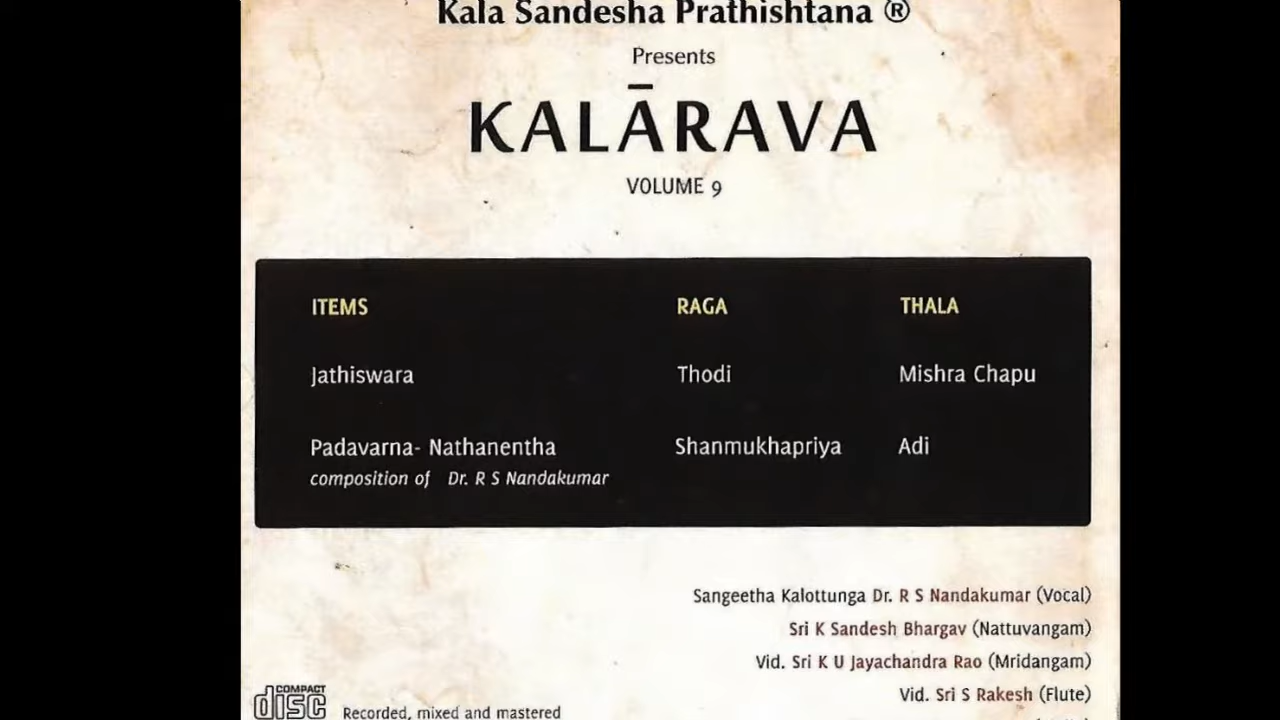 Kala Sandesha Prathishtana ®
Presents
KALĀRAVA
VOLUME 9
ITEMS RAGA THALA
Jathiswara Thodi Mishra Chapu
Padavarna- Nathanentha Shanmukhapriya Adi
composition of Dr. R S Nandakumar
Sangeetha Kalottunga Dr. R S Nandakumar (Vocal)
Sri K Sandesh Bhargav (Nattuvangam)
Vid. Sri K U Jayachandra Rao (Mridangam)
Vid. Sri S Rakesh (Flute)
COMPACT
disc
Recorded, mixed and mastered